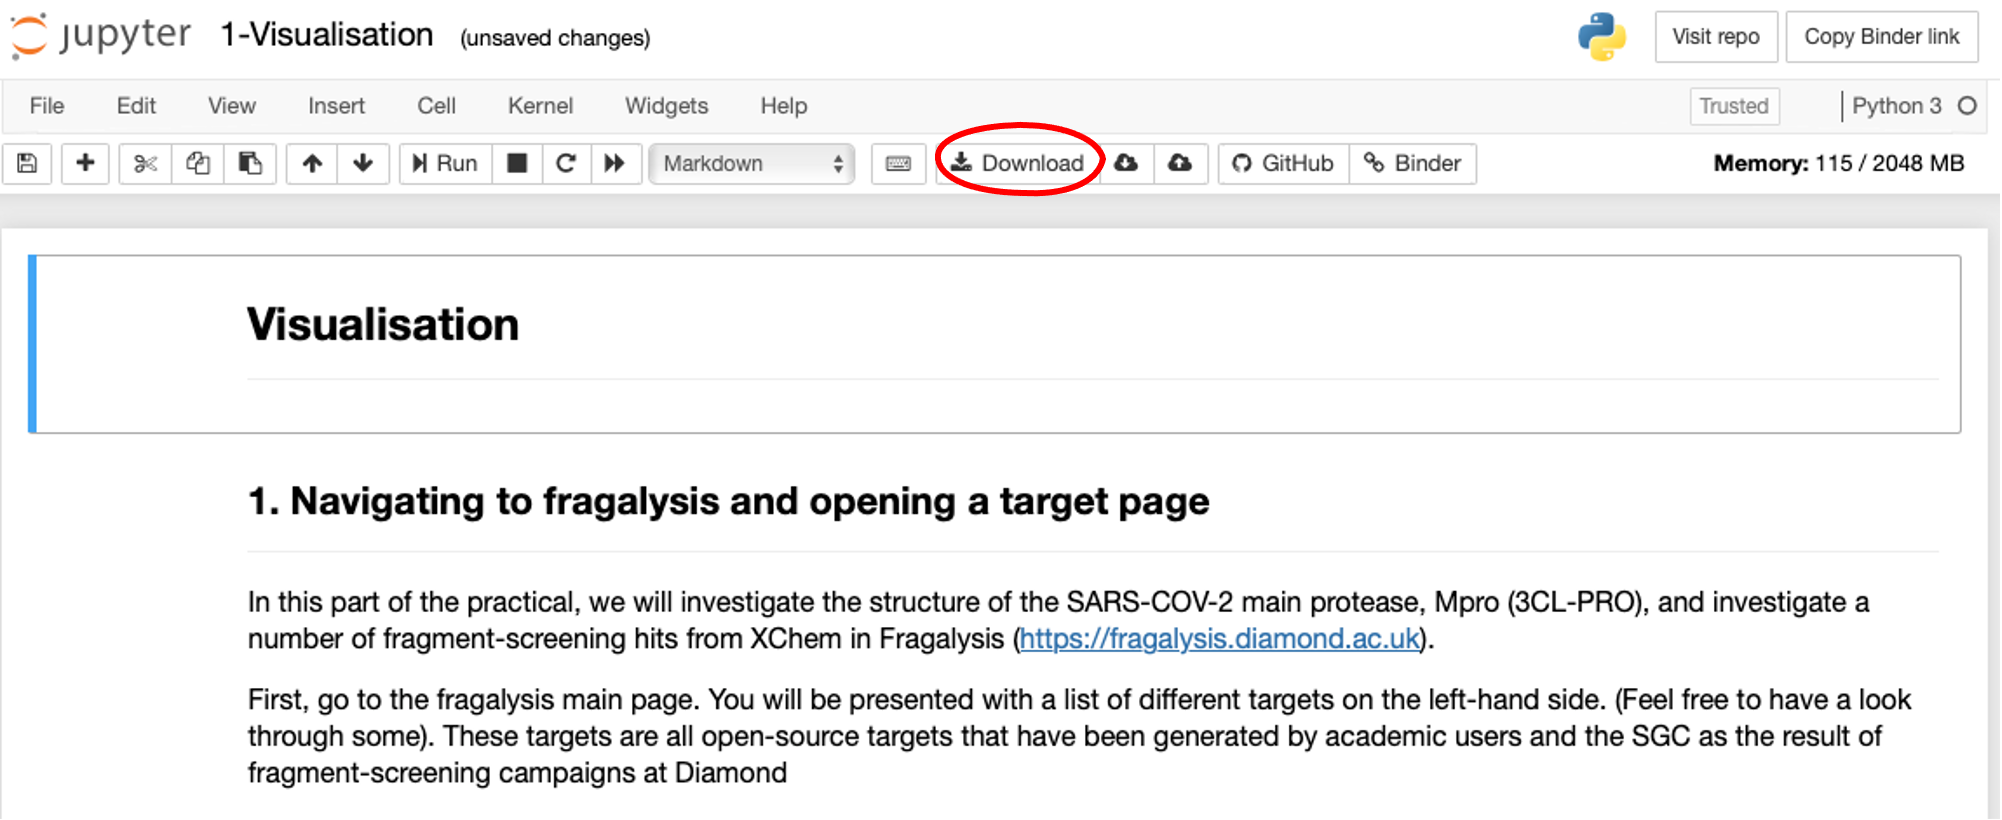 jupyter 1-Visualisation (unsaved changes) Visit repo Copy Binder link
File Edit View Insert Cell Kernel Widgets Help Trusted Python 3
Run Markdown Download GitHub Binder Memory: 115 / 2048 MB
Visualisation
1. Navigating to fragalysis and opening a target page
In this part of the practical, we will investigate the structure of the SARS-COV-2 main protease, Mpro (3CL-PRO), and investigate a
number of fragment-screening hits from XChem in Fragalysis (https://fragalysis.diamond.ac.uk).
First, go to the fragalysis main page. You will be presented with a list of different targets on the left-hand side. (Feel free to have a look
through some). These targets are all open-source targets that have been generated by academic users and the SGC as the result of
fragment-screening campaigns at Diamond